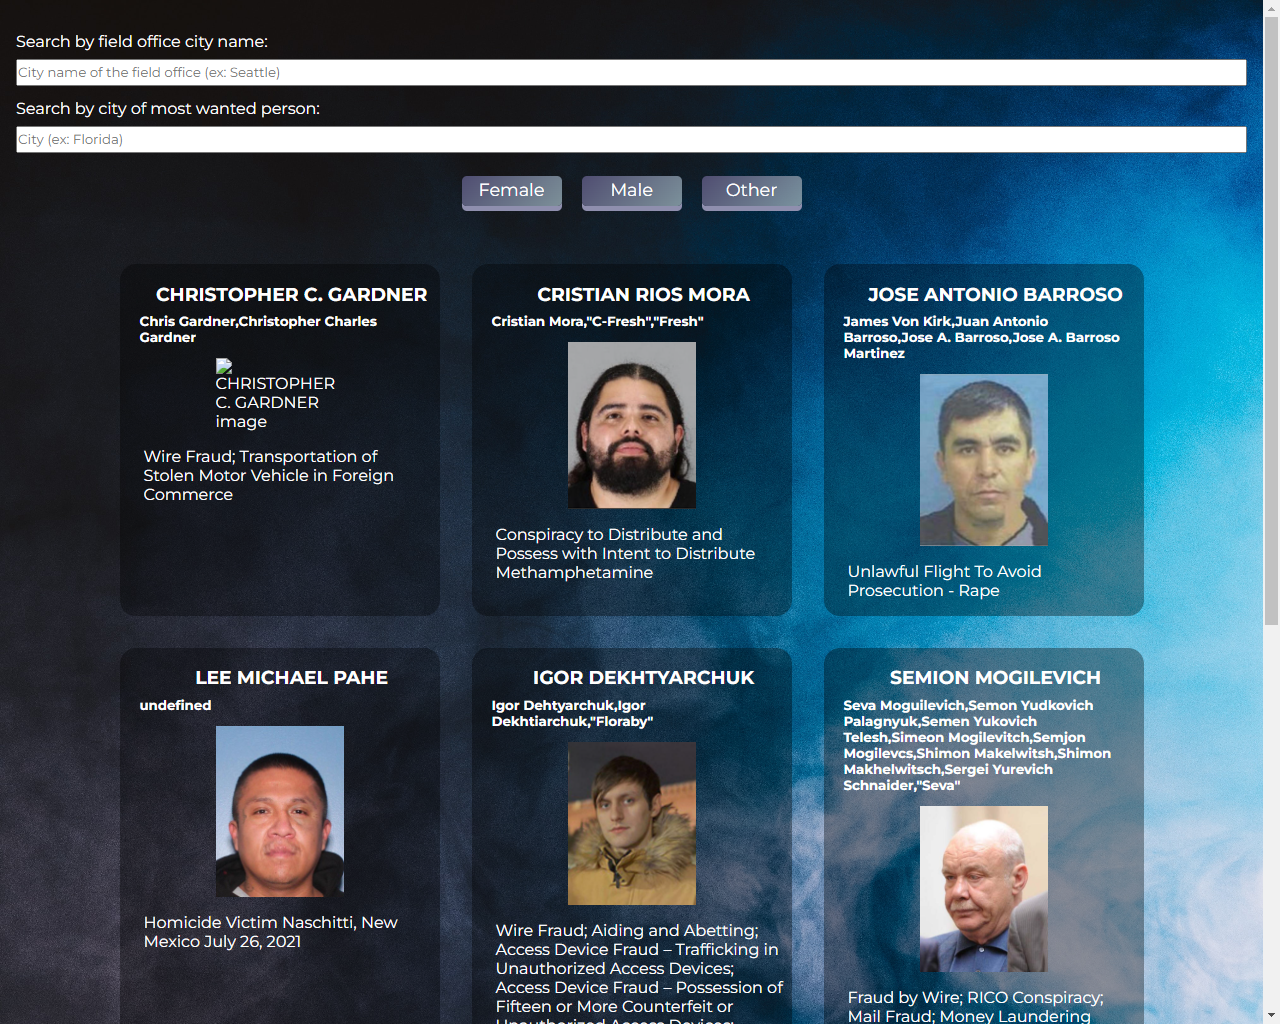 Search by field office city name:
City name of the field office (ex: Seattle)
Search by city of most wanted person:
City (ex: Florida)
Female
Male
Other
CHRISTOPHER C. GARDNER
Chris Gardner,Christopher Charles
Gardner
CHRISTOPHER
C. GARDNER
image
Wire Fraud; Transportation of
Stolen Motor Vehicle in Foreign
Commerce
CRISTIAN RIOS MORA
Cristian Mora,"C-Fresh","Fresh"
Conspiracy to Distribute and
Possess with Intent to Distribute
Methamphetamine
JOSE ANTONIO BARROSO
James Von Kirk,Juan Antonio
Barroso,Jose A. Barroso,Jose A. Barroso
Martinez
Unlawful Flight To Avoid
Prosecution - Rape
LEE MICHAEL PAHE
undefined
Homicide Victim Naschitti, New
Mexico July 26, 2021
IGOR DEKHTYARCHUK
Igor Dehtyarchuk,Igor
Dekhtiarchuk,"Floraby"
Wire Fraud; Aiding and Abetting;
Access Device Fraud – Trafficking in
Unauthorized Access Devices;
Access Device Fraud – Possession of
Fifteen or More Counterfeit or
Unauthorized Access Devices;
SEMION MOGILEVICH
Seva Moguilevich,Semon Yudkovich
Palagnyuk,Semen Yukovich
Telesh,Simeon Mogilevitch,Semjon
Mogilevcs,Shimon Makelwitsh,Shimon
Makhelwitsch,Sergei Yurevich
Schnaider,"Seva"
Fraud by Wire; RICO Conspiracy;
Mail Fraud; Money Laundering